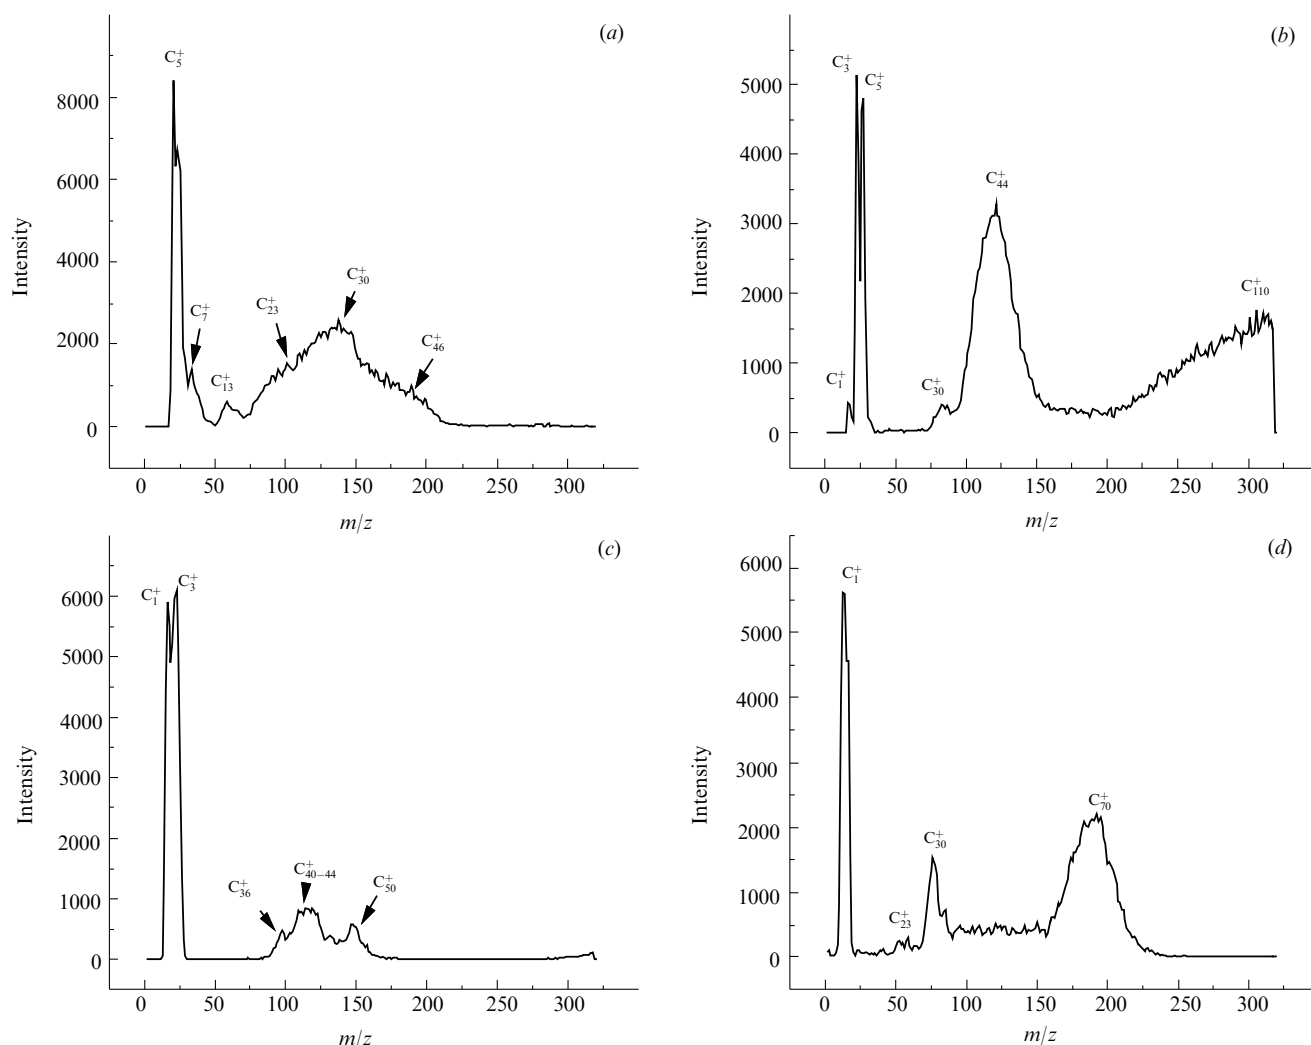 (a)
C₅⁺
8000
6000
Intensity
4000
C₃₀⁺
C₂₃⁺
C₇⁺
C₄₆⁺
2000
C₁₃⁺
0
0 50 100 150 200 250 300
m/z
(b)
C₃⁺
C₅⁺
5000
4000
C₄₄⁺
3000
Intensity
C₁₁₀⁺
2000
1000
C₁⁺
C₃₀⁺
0
0 50 100 150 200 250 300
m/z
(c)
C₁⁺
C₃⁺
6000
5000
4000
3000
Intensity
2000
C₃₆⁺
C₄₀₋₄₄⁺
C₅₀⁺
1000
0
0 50 100 150 200 250 300
m/z
(d)
6000
C₁⁺
5000
4000
3000
Intensity
C₇₀⁺
2000
C₃₀⁺
1000
C₂₃⁺
0
0 50 100 150 200 250 300
m/z